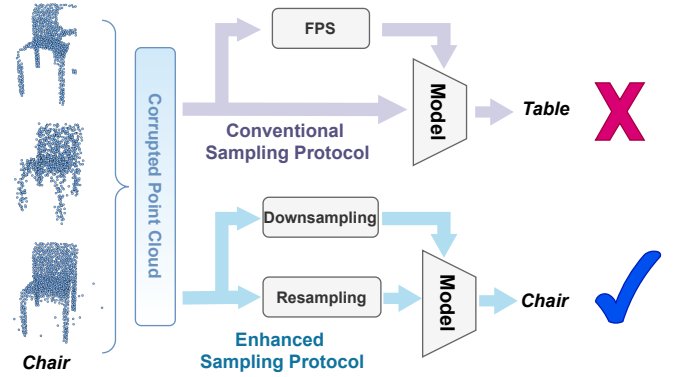 FPS
Corrupted Point Cloud
Model
Table
X
Conventional
Sampling Protocol
Downsampling
Resampling
Model
Chair
Enhanced
Sampling Protocol
Chair